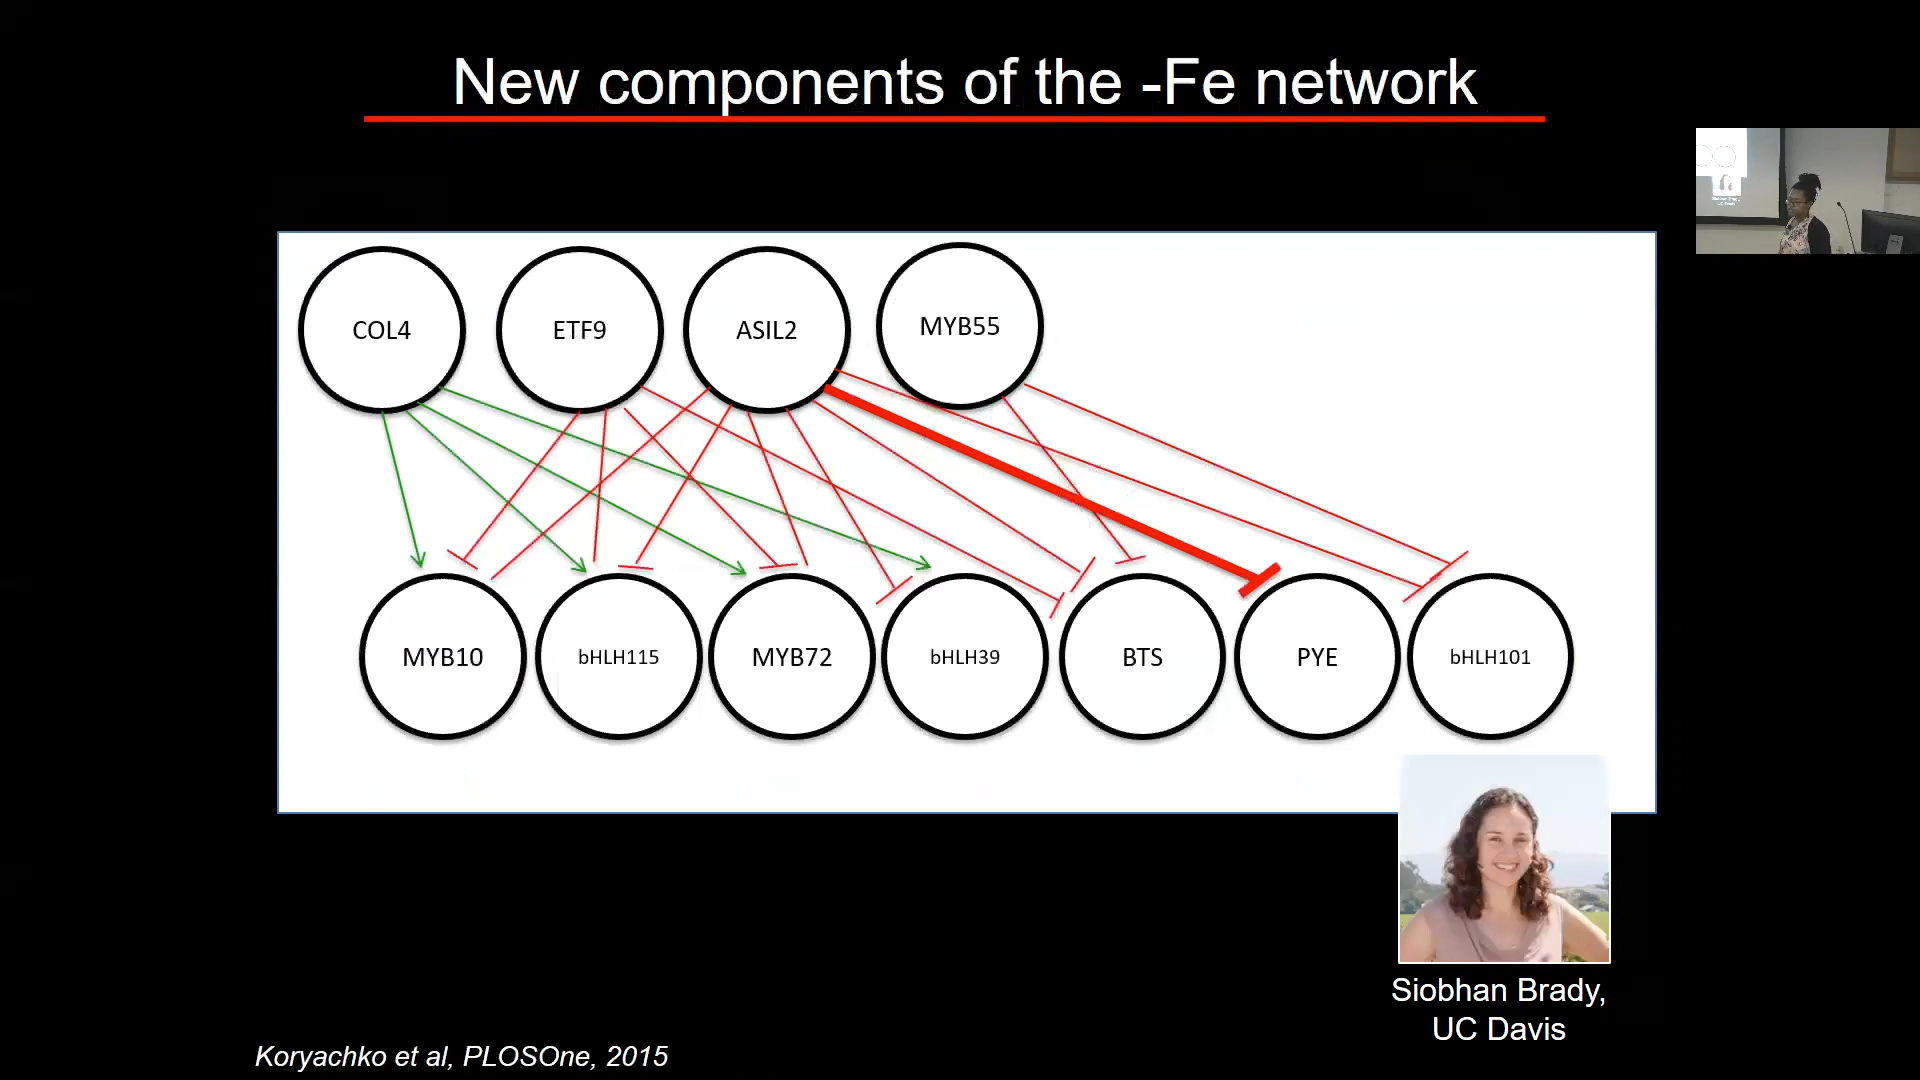 New components of the -Fe network
COL4
ETF9
ASIL2
MYB55
MYB10
bHLH115
MYB72
bHLH39
BTS
PYE
bHLH101
Siobhan Brady,
UC Davis
Koryachko et al, PLOSOne, 2015